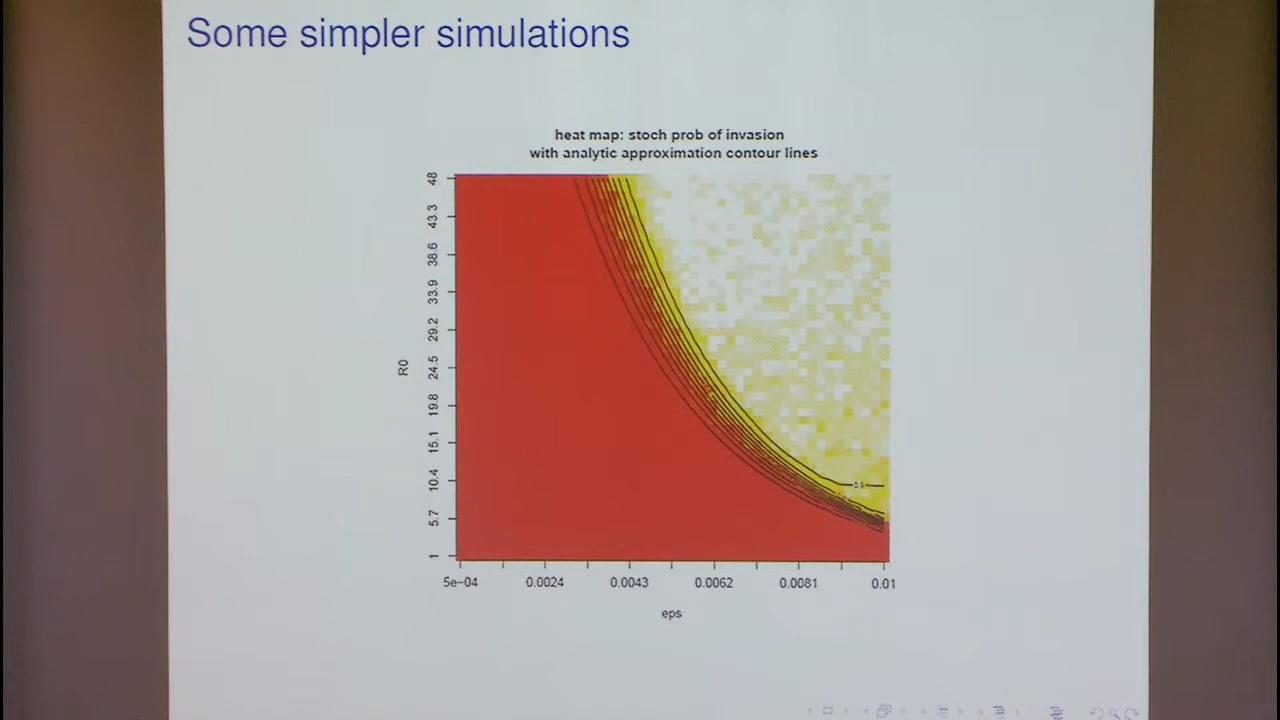 Some simpler simulations
heat map: stoch prob of invasion
with analytic approximation contour lines
48
43.3
38.6
33.9
29.2
24.5
19.8
15.1
10.4
5.7
1
R0
5e-04 0.0024 0.0043 0.0062 0.0081 0.01
eps